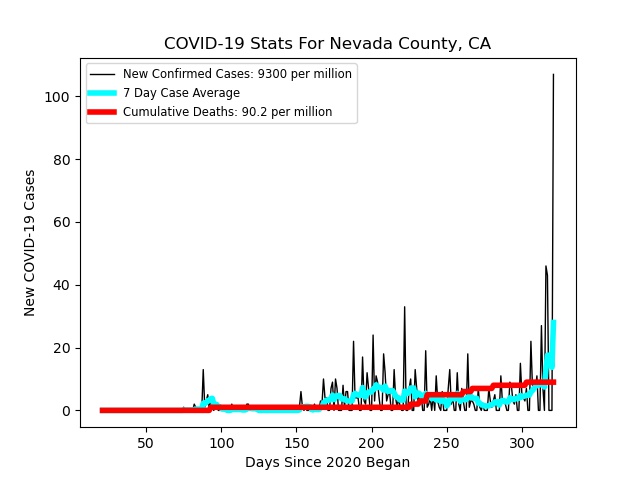 COVID-19 Stats For Nevada County, CA
New Confirmed Cases: 9300 per million
7 Day Case Average
Cumulative Deaths: 90.2 per million
New COVID-19 Cases
100
80
60
40
20
0
50
100
150
200
250
300
Days Since 2020 Began